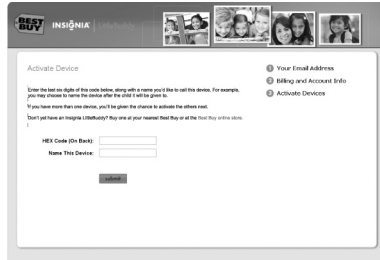 BEST
BUY
INSIGNIA
Activate Device
Enter the last six digits of this code below, along with a name you'd like to call this device. For example,
you may choose to name the device after the child it will be given to.
If you have more than one device, you'll be given the chance to activate the others next.
Don't yet have an Insignia LittleBuddy? Buy one at your nearest Best Buy or at the Best Buy online store.
HEX Code (On Back):
Name This Device:
submit
1 Your Email Address
2 Billing and Account Info
3 Activate Devices